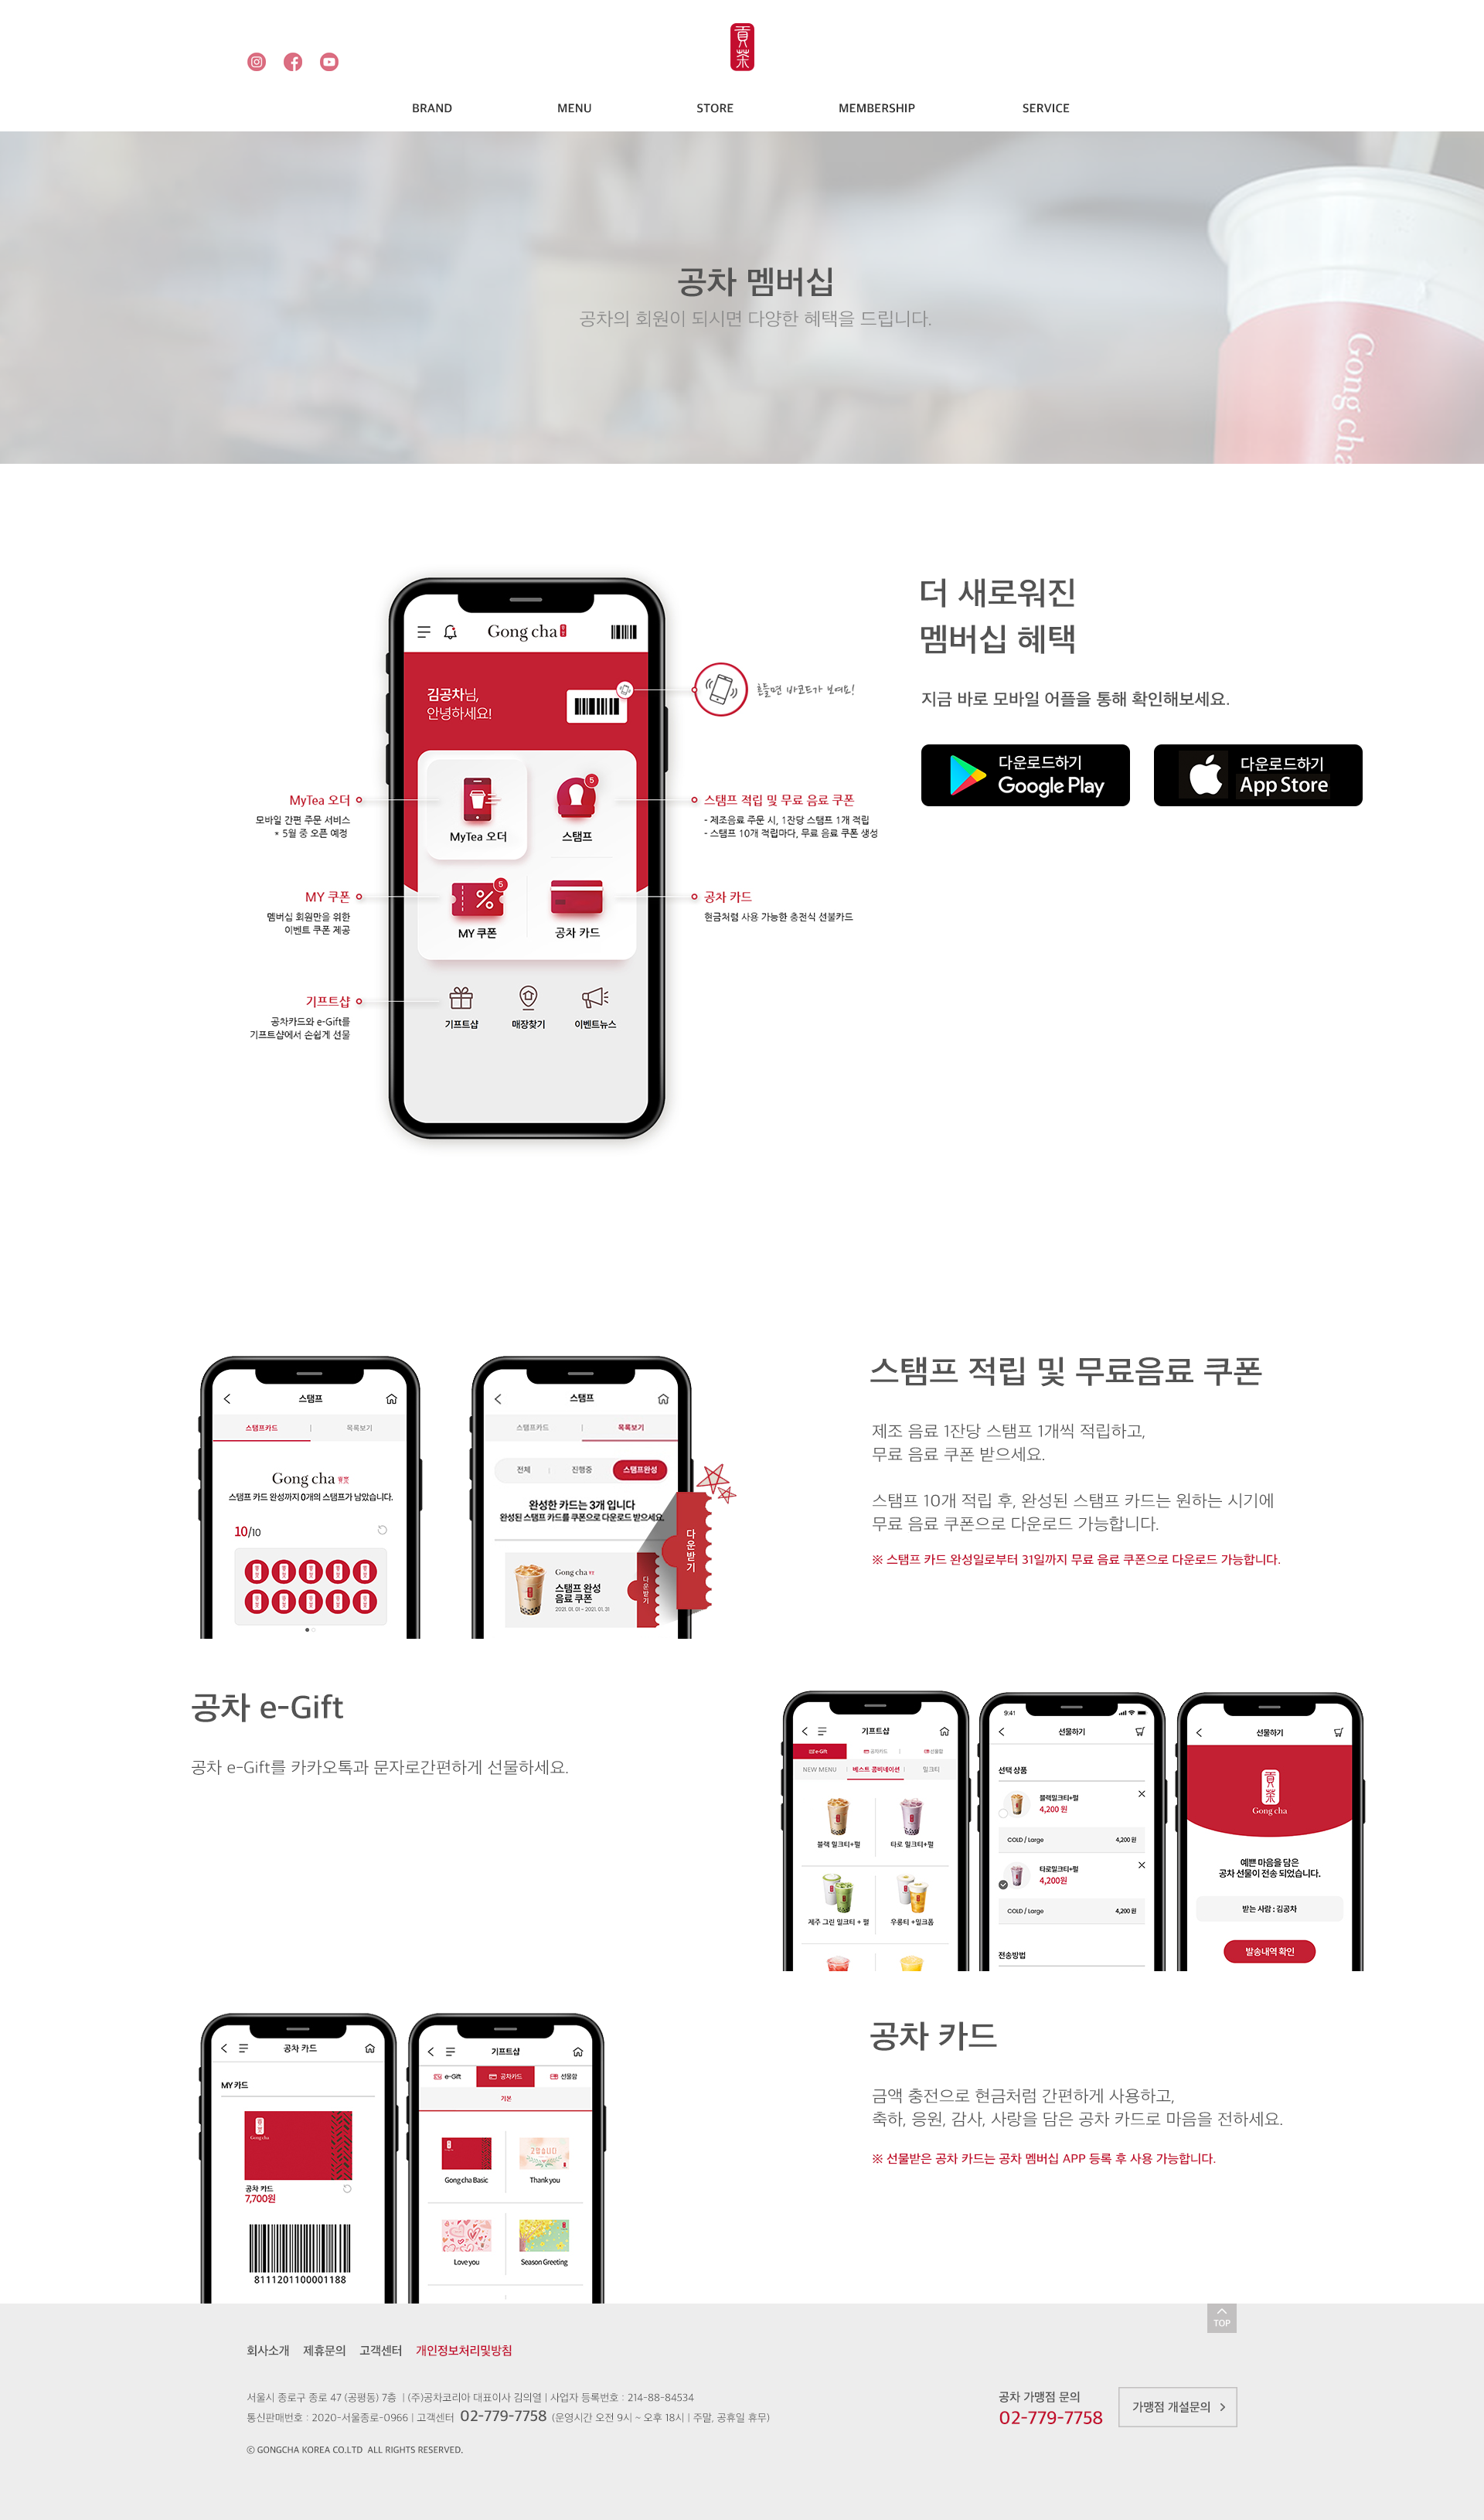 貢茶
BRAND
MENU
STORE
MEMBERSHIP
SERVICE
공차 멤버십
공차의 회원이 되시면 다양한 혜택을 드립니다.
Gong cha
더 새로워진
멤버십 혜택
지금 바로 모바일 어플을 통해 확인해보세요.
다운로드하기
Google Play
다운로드하기
App Store
Gong cha
김공차님,
안녕하세요!
흔들면 바코드가 보여요!
MyTea 오더
모바일 간편 주문 서비스
* 5월 중 오픈 예정
MY 쿠폰
멤버십 회원만을 위한
이벤트 쿠폰 제공
기프트샵
공차카드와 e-Gift를
기프트샵에서 손쉽게 선물
MyTea 오더
5
스탬프
5
MY 쿠폰
공차 카드
기프트샵
매장찾기
이벤트뉴스
스탬프 적립 및 무료 음료 쿠폰
- 제조음료 주문 시, 1잔당 스탬프 1개 적립
- 스탬프 10개 적립마다, 무료 음료 쿠폰 생성
공차 카드
현금처럼 사용 가능한 충전식 선불카드
스탬프
스탬프카드
목록보기
Gong cha 貢茶
스탬프 카드 완성까지 0개의 스탬프가 남았습니다.
10/10
스탬프
스탬프카드
목록보기
전체
진행중
스탬프완성
완성한 카드는 3개 입니다
완성된 스탬프 카드를 쿠폰으로 다운로드 받으세요.
Gong cha
스탬프 완성
음료 쿠폰
2021. 01. 01 ~ 2021. 01. 31
다운받기
다운받기
스탬프 적립 및 무료음료 쿠폰
제조 음료 1잔당 스탬프 1개씩 적립하고,
무료 음료 쿠폰 받으세요.
스탬프 10개 적립 후, 완성된 스탬프 카드는 원하는 시기에
무료 음료 쿠폰으로 다운로드 가능합니다.
※ 스탬프 카드 완성일로부터 31일까지 무료 음료 쿠폰으로 다운로드 가능합니다.
공차 e-Gift
공차 e-Gift를 카카오톡과 문자로간편하게 선물하세요.
기프트샵
e-Gift
공차카드
선물함
NEW MENU
베스트 콤비네이션
밀크티
블랙 밀크티+펄
타로 밀크티+펄
제주 그린 밀크티 + 펄
우롱티 +밀크폼
9:41
선물하기
선택 상품
블랙밀크티+펄
4,200 원
COLD / Large
4,200 원
타로밀크티+펄
4,200원
COLD / Large
4,200 원
전송방법
선물하기
貢茶
Gong cha
예쁜 마음을 담은
공차 선물이 전송 되었습니다.
받는 사람 : 김공차
발송내역 확인
공차 카드
MY 카드
Gong cha
공차 카드
7,700원
8111201100001188
기프트샵
e-Gift
공차카드
선물함
기본
Gong cha Basic
고맙습니다
Thank you
Love you
Season Greeting
공차 카드
금액 충전으로 현금처럼 간편하게 사용하고,
축하, 응원, 감사, 사랑을 담은 공차 카드로 마음을 전하세요.
※ 선물받은 공차 카드는 공차 멤버십 APP 등록 후 사용 가능합니다.
TOP
회사소개 제휴문의 고객센터 개인정보처리및방침
서울시 종로구 종로 47 (공평동) 7층 | (주)공차코리아 대표이사 김의열 | 사업자 등록번호 : 214-88-84534
통신판매번호 : 2020-서울종로-0966 | 고객센터 02-779-7758 (운영시간 오전 9시 ~ 오후 18시 | 주말, 공휴일 휴무)
ⓒ GONGCHA KOREA CO.LTD ALL RIGHTS RESERVED.
공차 가맹점 문의
02-779-7758
가맹점 개설문의 >